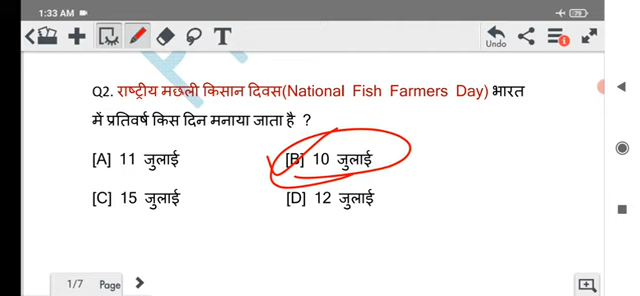 1:33 AM
79
T
Undo
Q2. राष्ट्रीय मछली किसान दिवस(National Fish Farmers Day) भारत
में प्रतिवर्ष किस दिन मनाया जाता है ?
[A] 11 जुलाई [B] 10 जुलाई
[C] 15 जुलाई [D] 12 जुलाई
1/7 Page